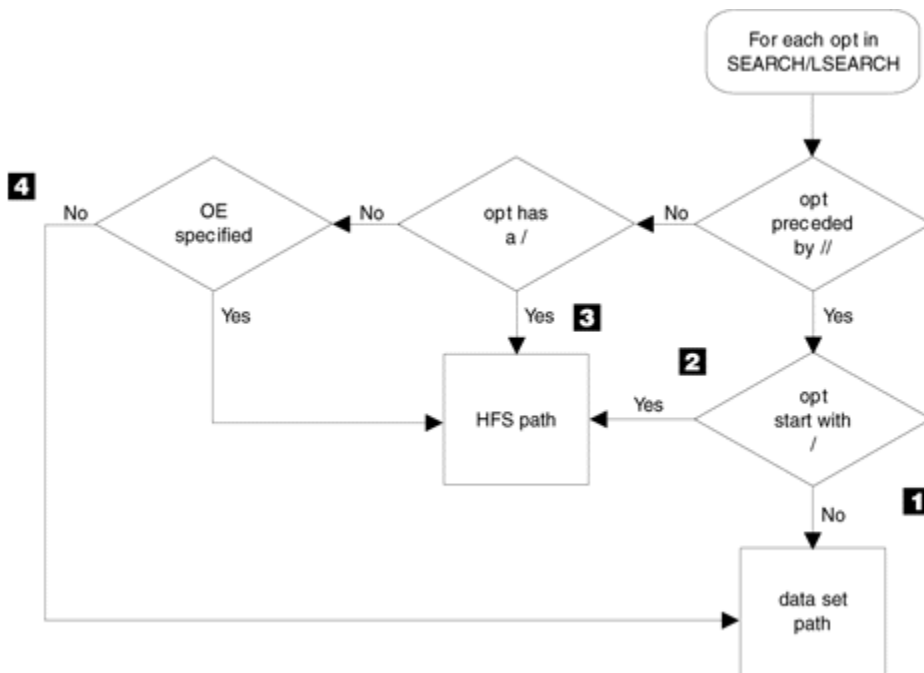 For each opt in
SEARCH/LSEARCH
4
No
OE
specified
No
opt has
a /
No
opt
preceded
by //
Yes
Yes
3
Yes
2
Yes
HFS path
opt
start with
/
1
No
data set
path